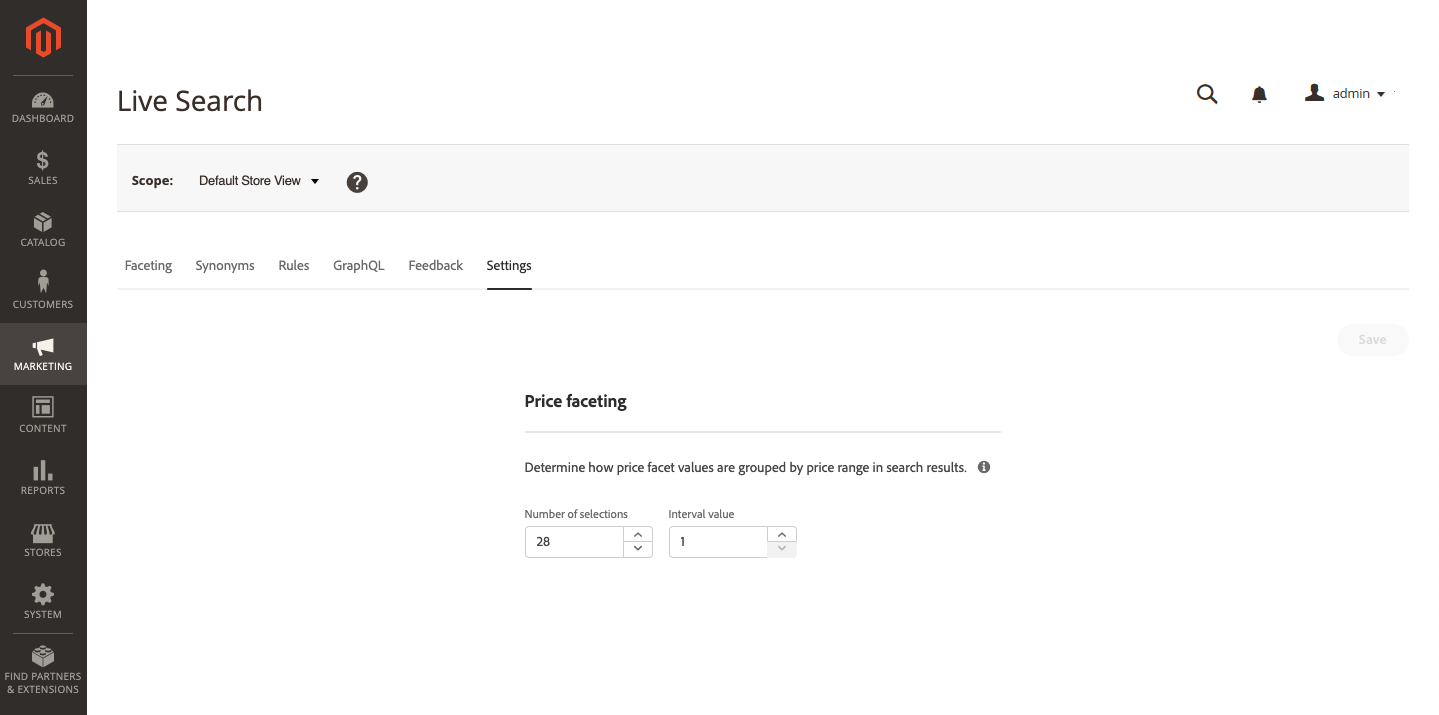 DASHBOARD
SALES
CATALOG
CUSTOMERS
MARKETING
CONTENT
REPORTS
STORES
SYSTEM
FIND PARTNERS
& EXTENSIONS
Live Search
admin
Scope: Default Store View ?
Faceting Synonyms Rules GraphQL Feedback Settings
Save
Price faceting
Determine how price facet values are grouped by price range in search results.
Number of selections Interval value
28 1